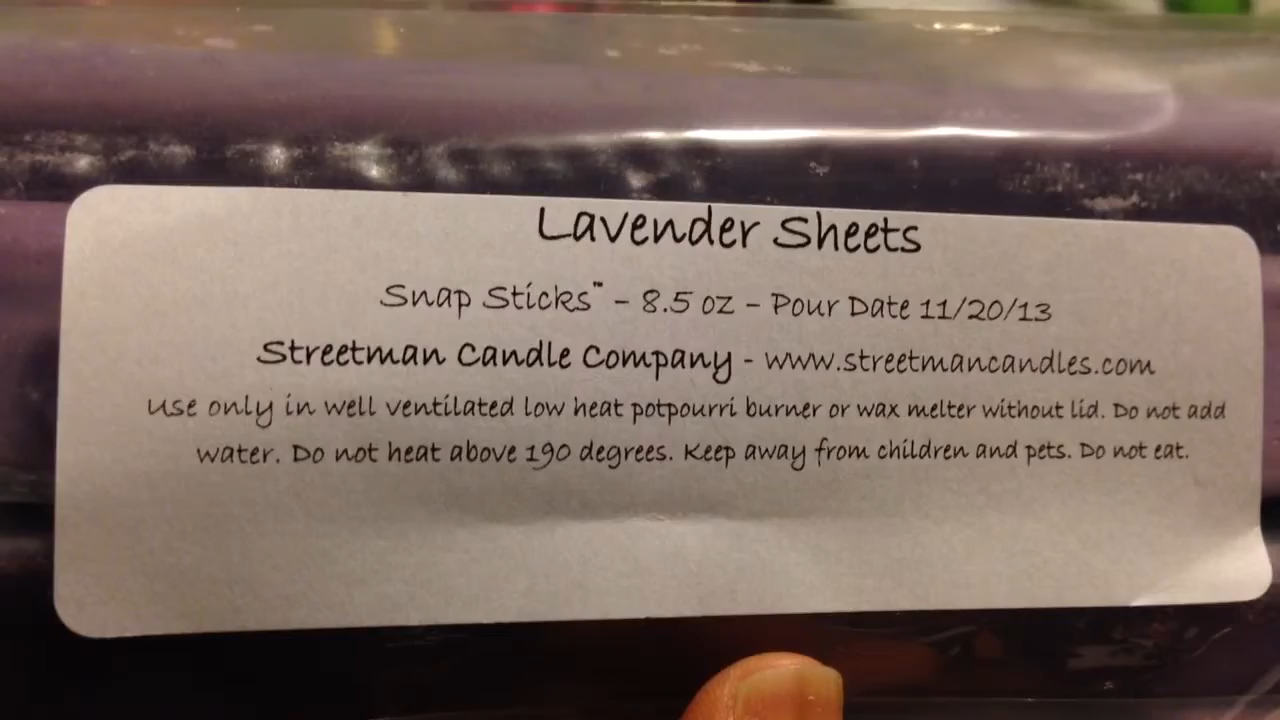 Lavender Sheets
Snap Sticks™ - 8.5 oz - Pour Date 11/20/13
Streetman Candle Company - www.streetmancandles.com
Use only in well ventilated low heat potpourri burner or wax melter without lid. Do not add
water. Do not heat above 190 degrees. Keep away from children and pets. Do not eat.